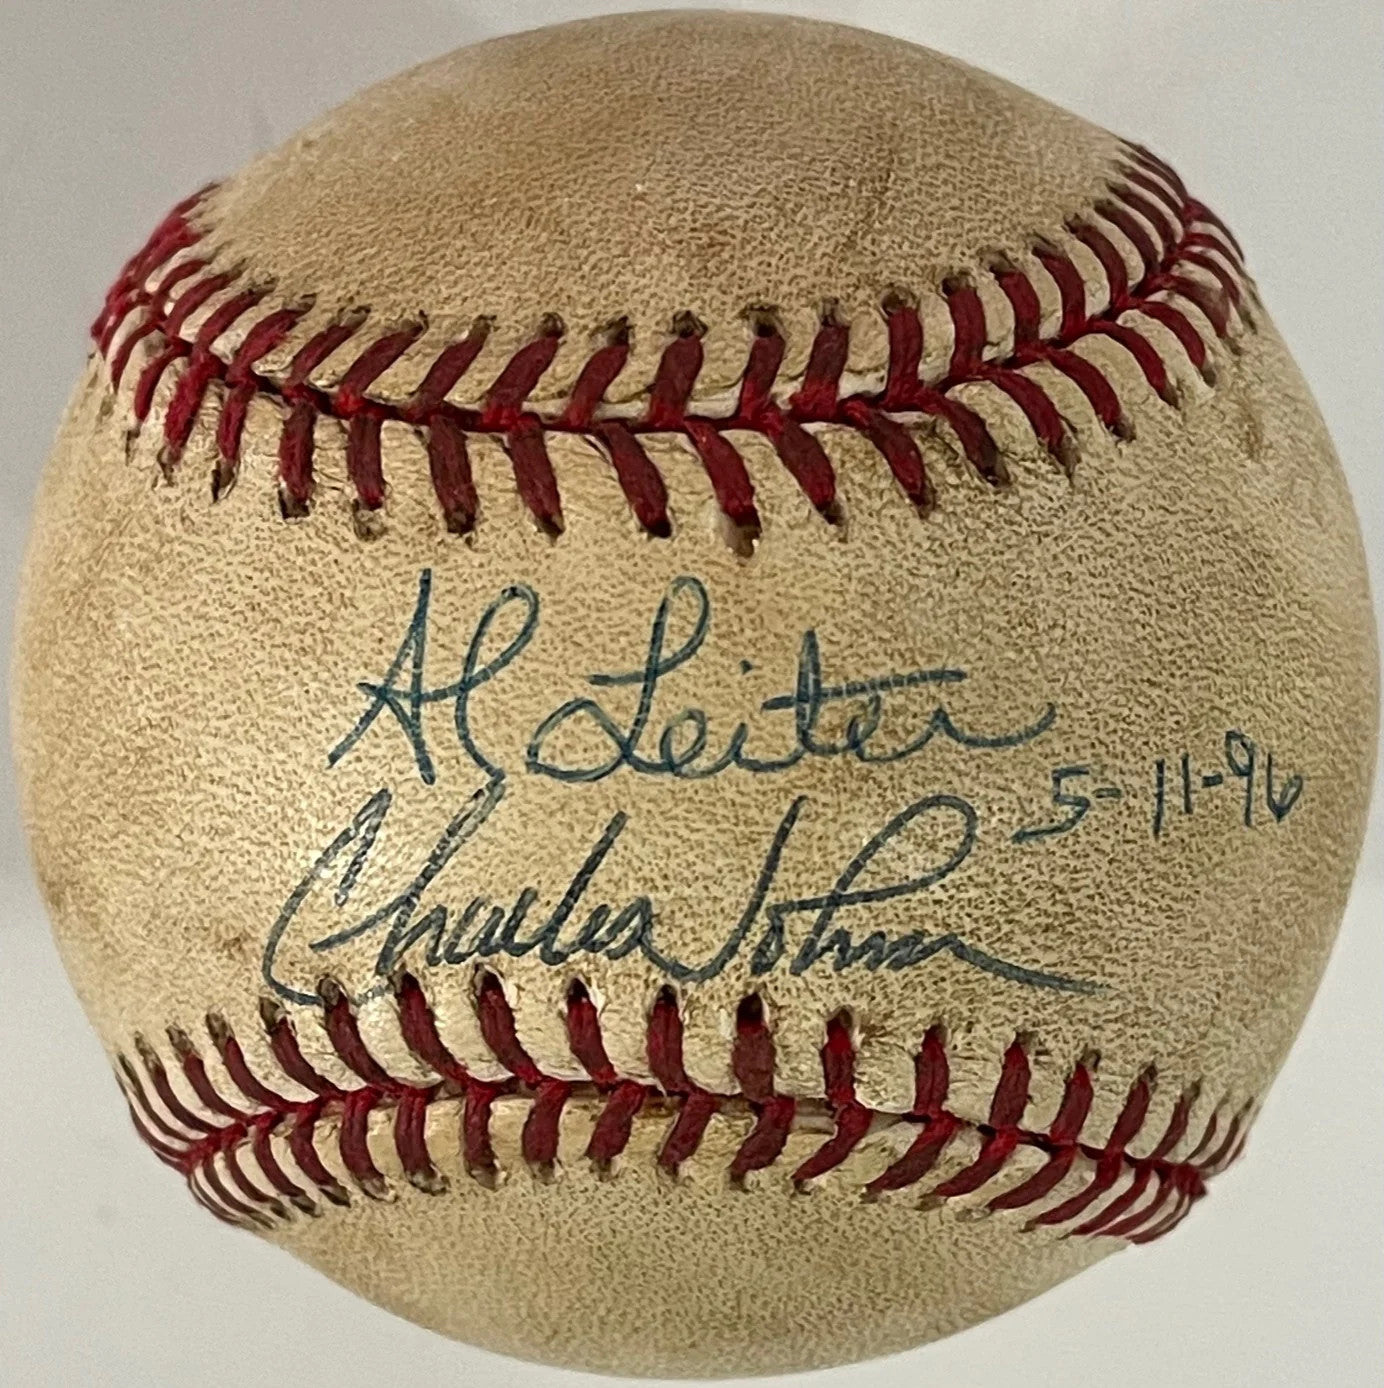 Al Leiter
5-11-96
Charles Johnson